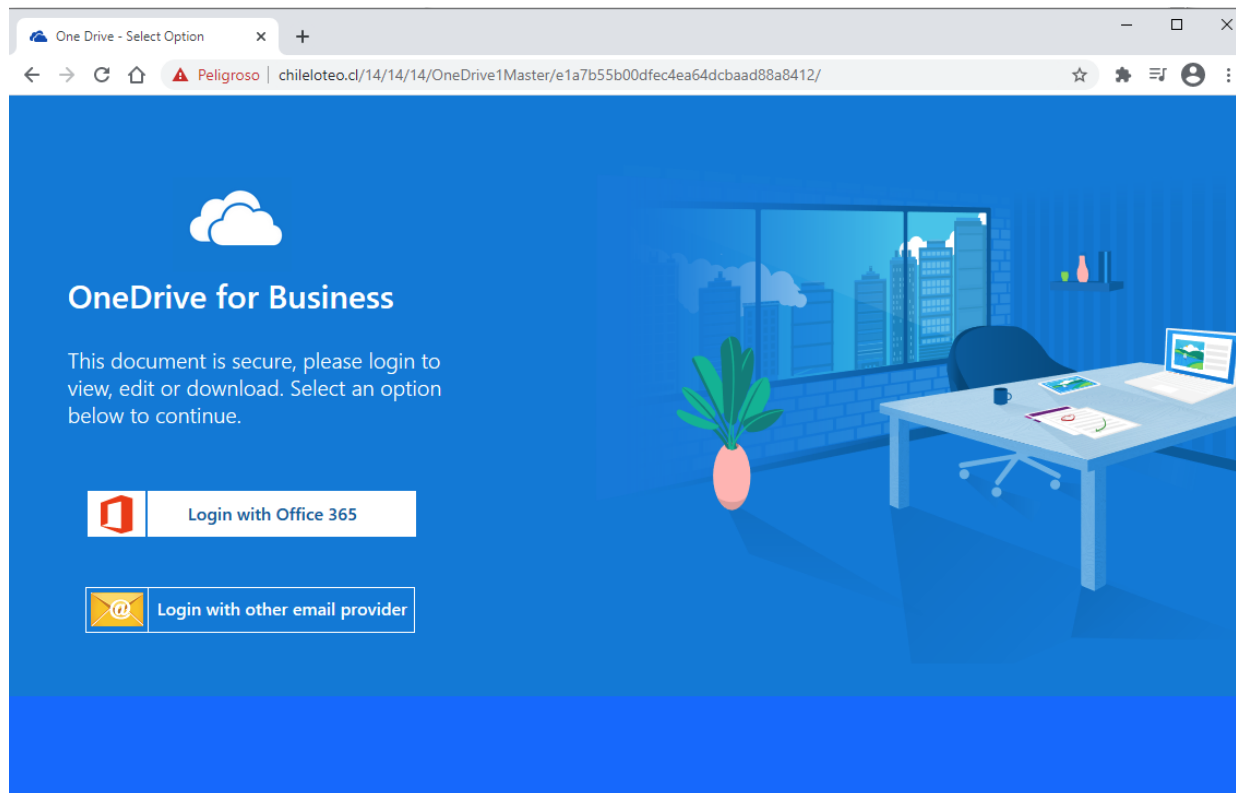 One Drive - Select Option
Peligroso chileloteo.cl/14/14/14/OneDrive1Master/e1a7b55b00dfec4ea64dcbaad88a8412/
OneDrive for Business
This document is secure, please login to
view, edit or download. Select an option
below to continue.
Login with Office 365
@ Login with other email provider